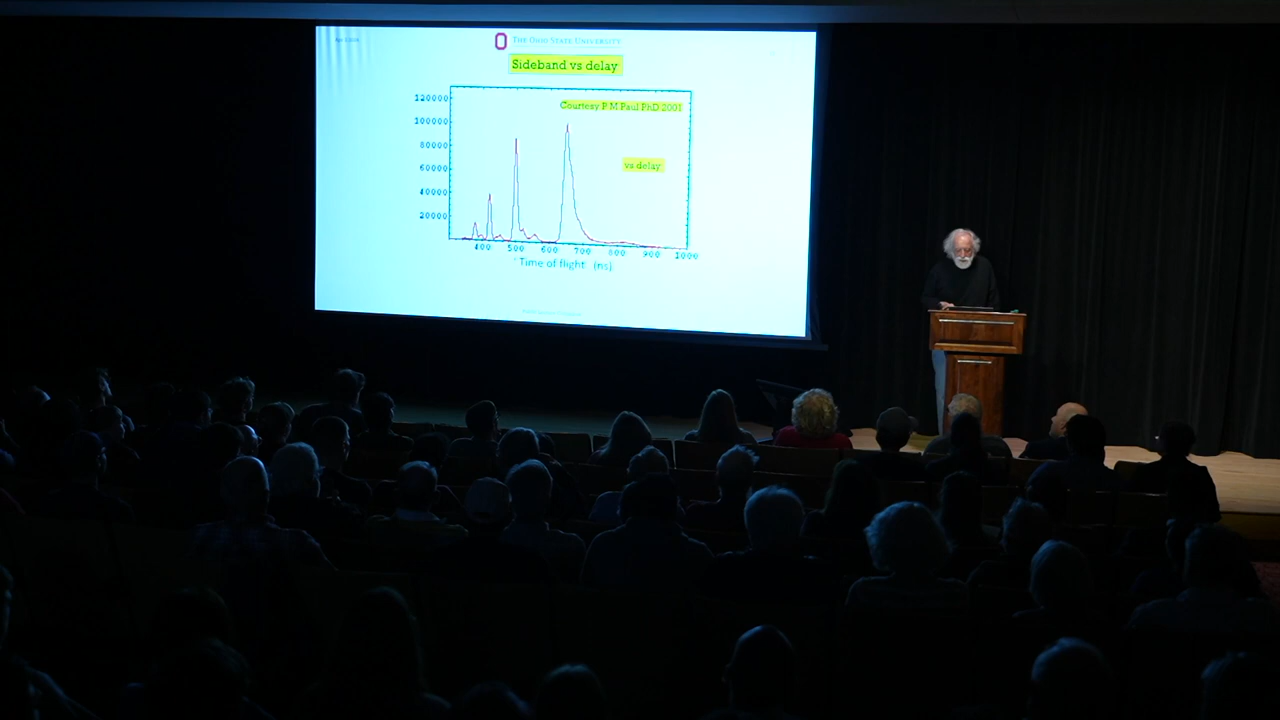 THE OHIO STATE UNIVERSITY
Sideband vs delay
Courtesy P M Paul PhD 2001
vs delay
120000
100000
80000
60000
40000
20000
400 500 600 700 800 900 1000
Time of flight (ns)